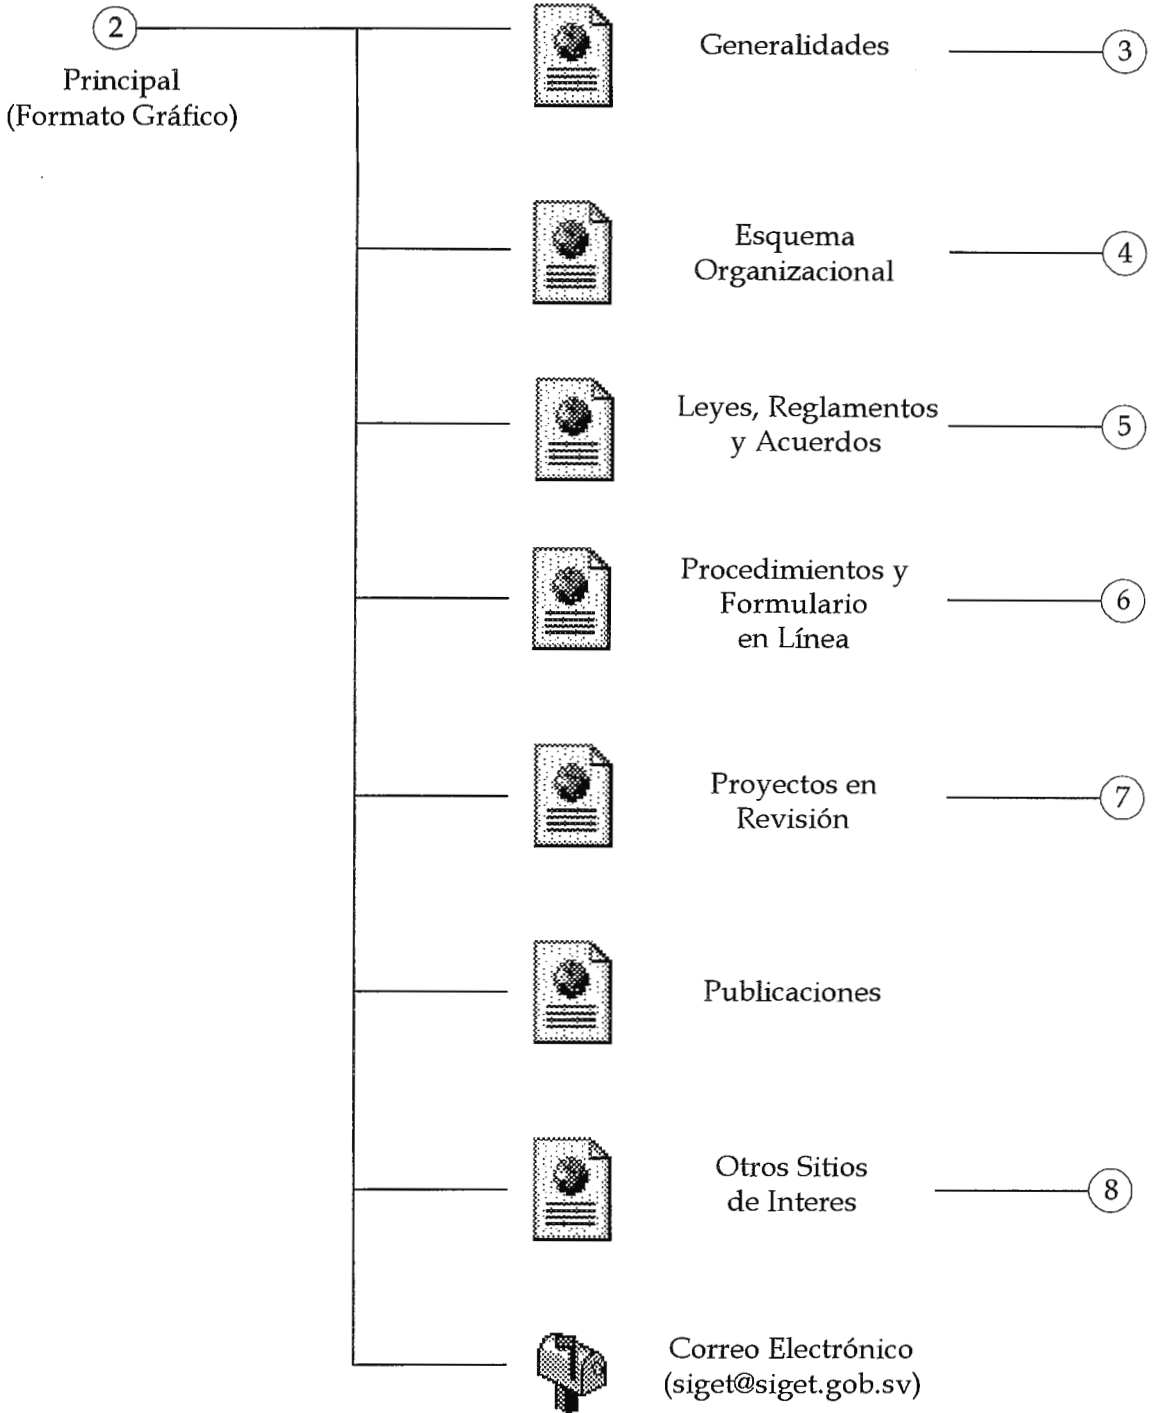 2
Principal
(Formato Gráfico)
Generalidades
3
Esquema
Organizacional
4
Leyes, Reglamentos
y Acuerdos
5
Procedimientos y
Formulario
en Línea
6
Proyectos en
Revisión
7
Publicaciones
Otros Sitios
de Interes
8
Correo Electrónico
(siget@siget.gob.sv)